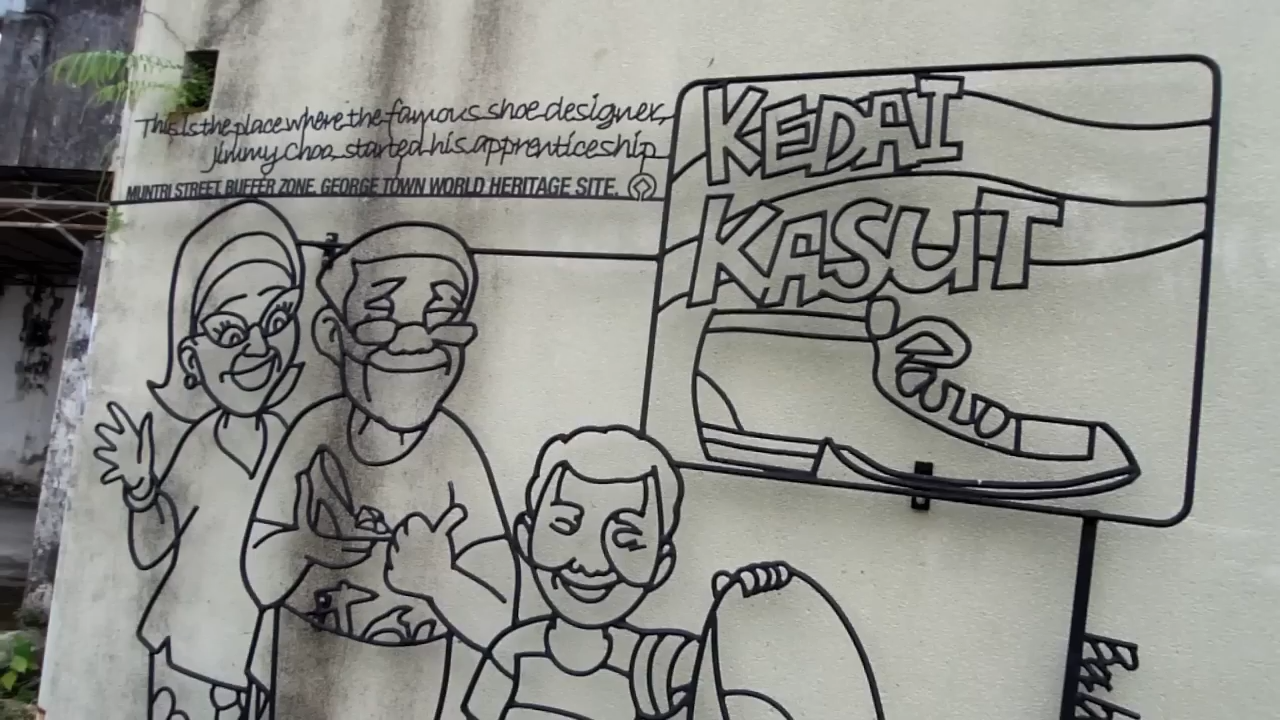 This is the place where the famous shoe designer,
Jimmy Choo, started his apprenticeship
MUNTRI STREET, BUFFER ZONE, GEORGE TOWN WORLD HERITAGE SITE.
KEDAI
KASUT